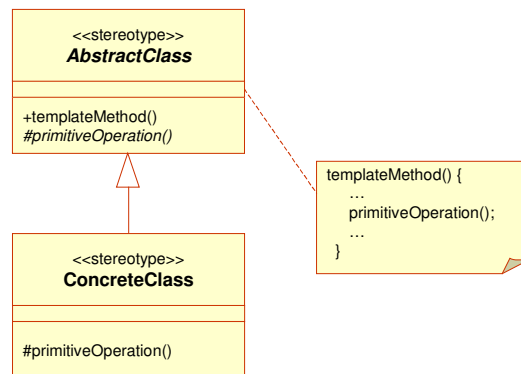 <<stereotype>>
AbstractClass
+templateMethod()
#primitiveOperation()
templateMethod() {
…
primitiveOperation();
…
}
<<stereotype>>
ConcreteClass
#primitiveOperation()